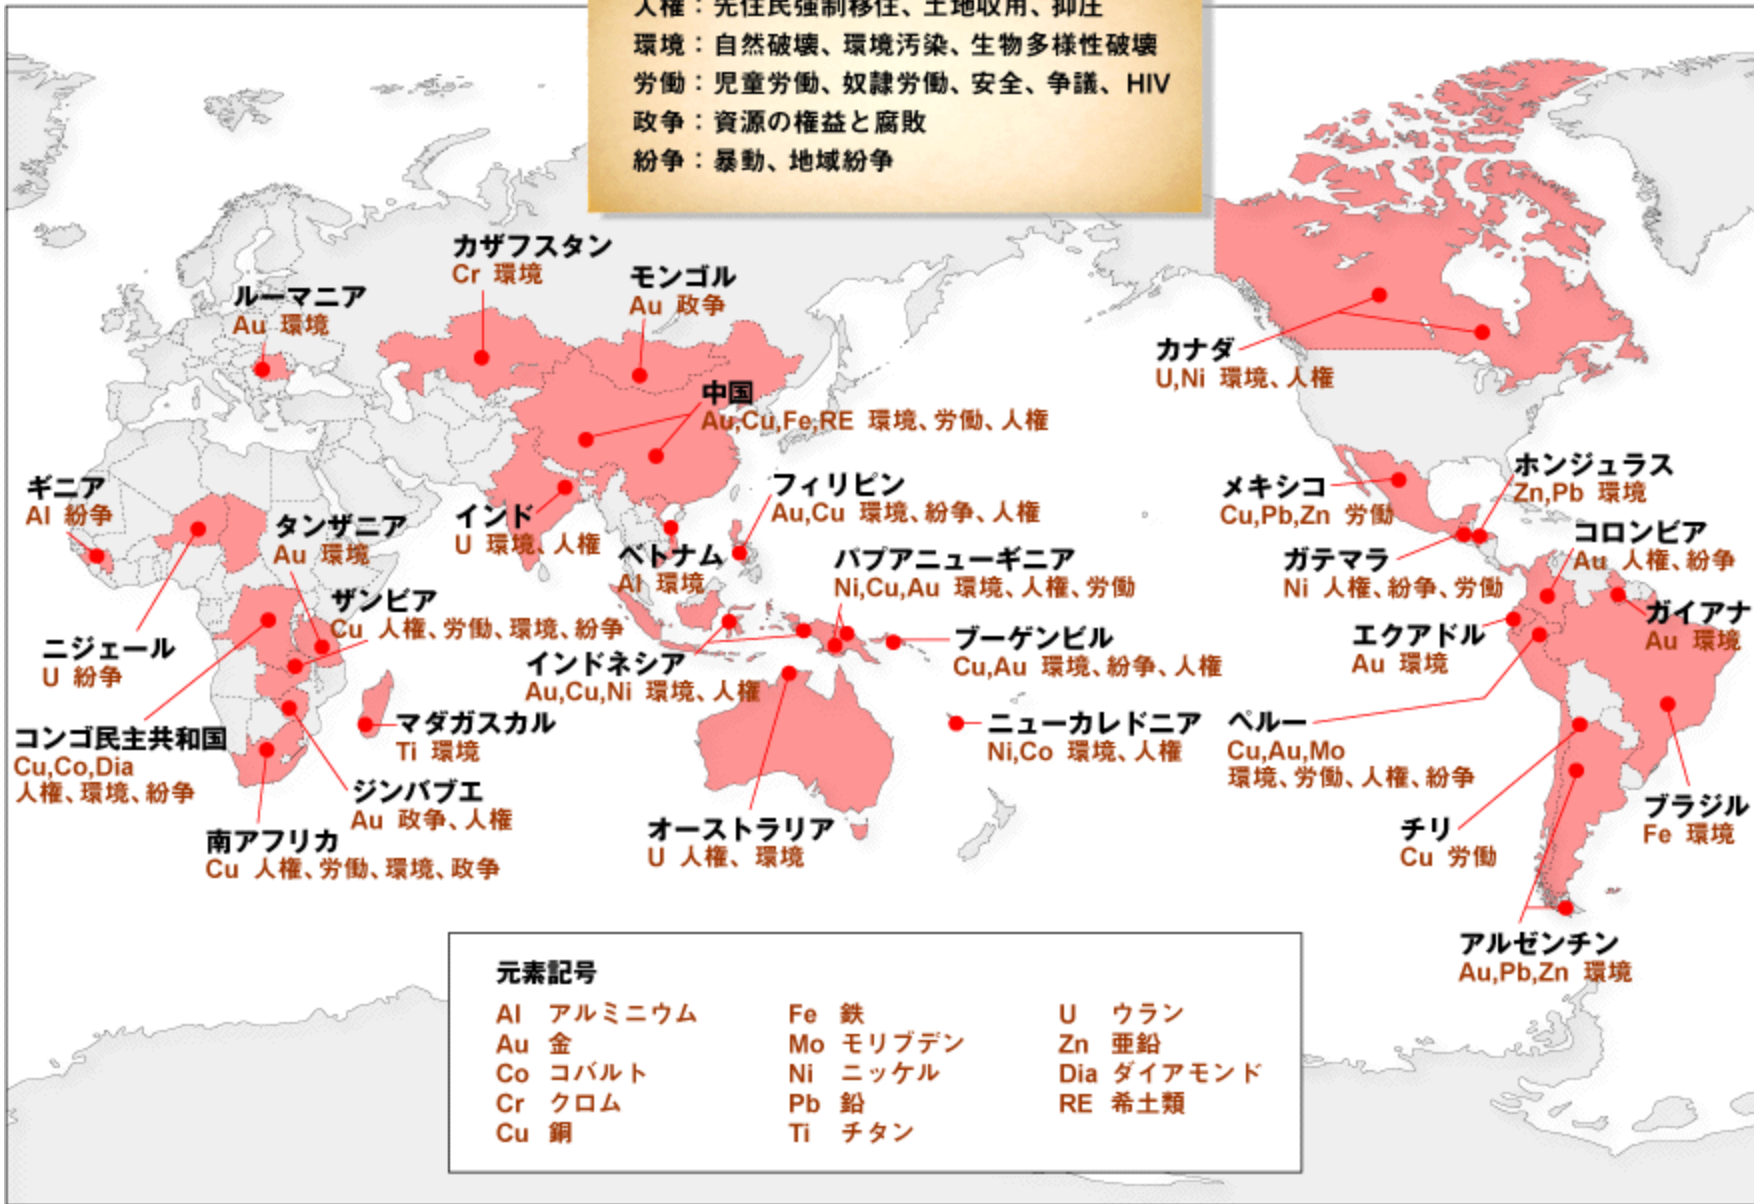 人権：先住民強制移住、土地収用、抑圧
環境：自然破壊、環境汚染、生物多様性破壊
労働：児童労働、奴隷労働、安全、争議、HIV
政争：資源の権益と腐敗
紛争：暴動、地域紛争
カザフスタン
Cr 環境
モンゴル
Au 政争
ルーマニア
Au 環境
中国
Au,Cu,Fe,RE 環境、労働、人権
カナダ
U,Ni 環境、人権
ギニア
Al 紛争
タンザニア
Au 環境
インド
U 環境、人権
フィリピン
Au,Cu 環境、紛争、人権
メキシコ
Cu,Pb,Zn 労働
ホンジュラス
Zn,Pb 環境
コロンビア
Au 人権、紛争
ベトナム
Al 環境
パプアニューギニア
Ni,Cu,Au 環境、人権、労働
ガテマラ
Ni 人権、紛争、労働
ザンビア
Cu 人権、労働、環境、紛争
ニジェール
U 紛争
インドネシア
Au,Cu,Ni 環境、人権
ブーゲンビル
Cu,Au 環境、紛争、人権
エクアドル
Au 環境
ガイアナ
Au 環境
コンゴ民主共和国
Cu,Co,Dia
人権、環境、紛争
マダガスカル
Ti 環境
ニューカレドニア
Ni,Co 環境、人権
ペルー
Cu,Au,Mo
環境、労働、人権、紛争
ジンバブエ
Au 政争、人権
南アフリカ
Cu 人権、労働、環境、政争
オーストラリア
U 人権、環境
チリ
Cu 労働
ブラジル
Fe 環境
アルゼンチン
Au,Pb,Zn 環境
元素記号
Al アルミニウム
Au 金
Co コバルト
Cr クロム
Cu 銅
Fe 鉄
Mo モリブデン
Ni ニッケル
Pb 鉛
Ti チタン
U ウラン
Zn 亜鉛
Dia ダイアモンド
RE 希土類